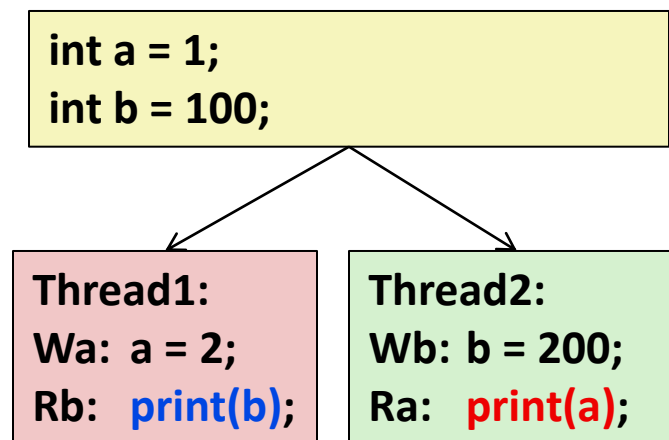 int a = 1;
int b = 100;
Thread1:
Wa: a = 2;
Rb: print(b);
Thread2:
Wb: b = 200;
Ra: print(a);